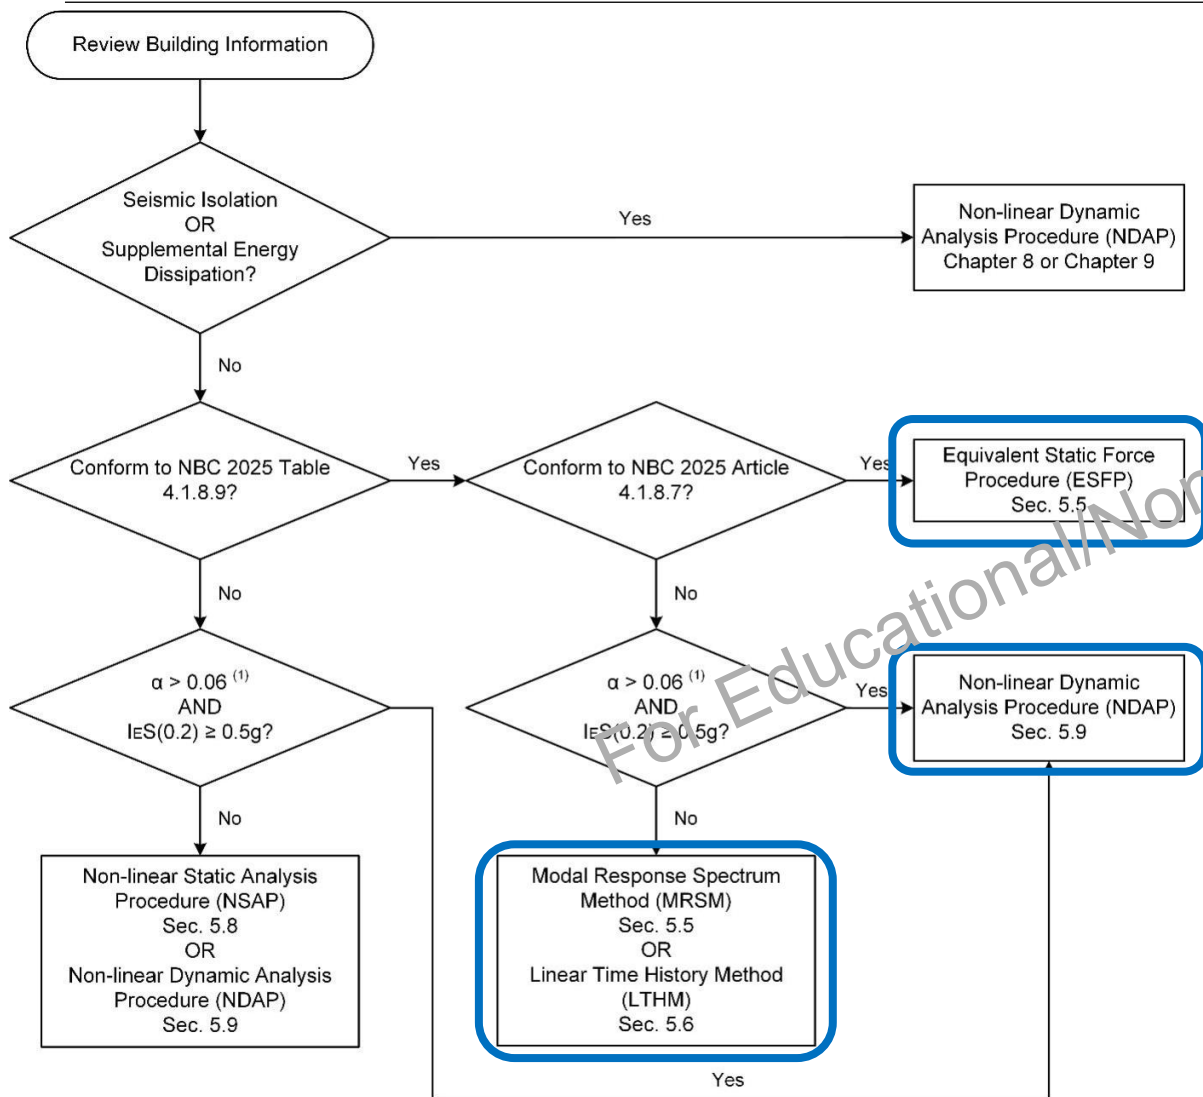 Review Building Information
Seismic Isolation
OR
Supplemental Energy
Dissipation?
Yes
Non-linear Dynamic
Analysis Procedure (NDAP)
Chapter 8 or Chapter 9
No
Conform to NBC 2025 Table
4.1.8.9?
Yes
Conform to NBC 2025 Article
4.1.8.7?
Yes
Equivalent Static Force
Procedure (ESFP)
Sec. 5.5
No
No
α > 0.06 (1)
AND
IES(0.2) ≥ 0.5g?
α > 0.06 (1)
AND
IES(0.2) ≥ 0.5g?
Yes
Non-linear Dynamic
Analysis Procedure (NDAP)
Sec. 5.9
For Educational/Non
No
No
Non-linear Static Analysis
Procedure (NSAP)
Sec. 5.8
OR
Non-linear Dynamic Analysis
Procedure (NDAP)
Sec. 5.9
Modal Response Spectrum
Method (MRSM)
Sec. 5.5
OR
Linear Time History Method
(LTHM)
Sec. 5.6
Yes